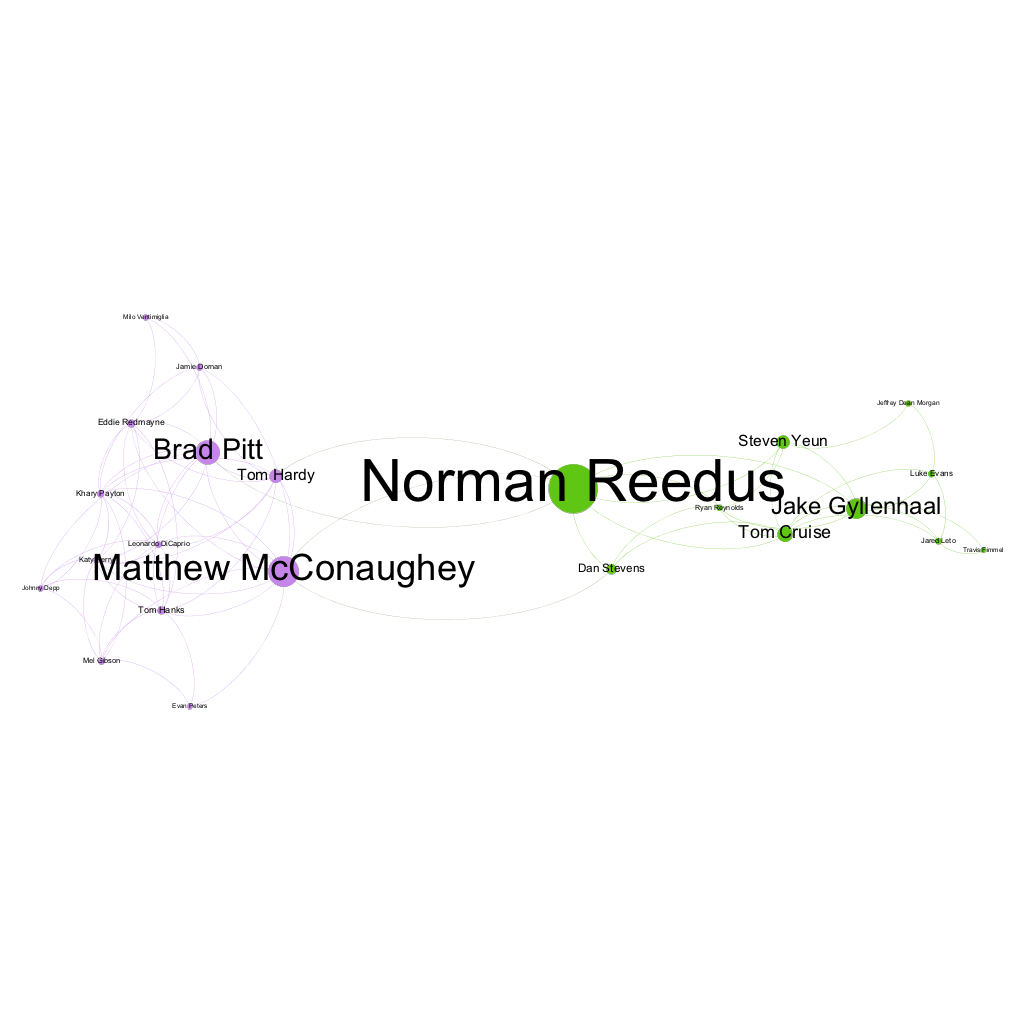 Milo Ventimiglia
Jamie Dornan
Jeffrey Dean Morgan
Eddie Redmayne
Steven Yeun
Brad Pitt
Luke Evans
Tom Hardy
Norman Reedus
Khary Payton
Jake Gyllenhaal
Ryan Reynolds
Tom Cruise
Leonardo DiCaprio
Jared Leto
Travis Fimmel
Katy Perry
Matthew McConaughey
Dan Stevens
Johnny Depp
Tom Hanks
Mel Gibson
Evan Peters